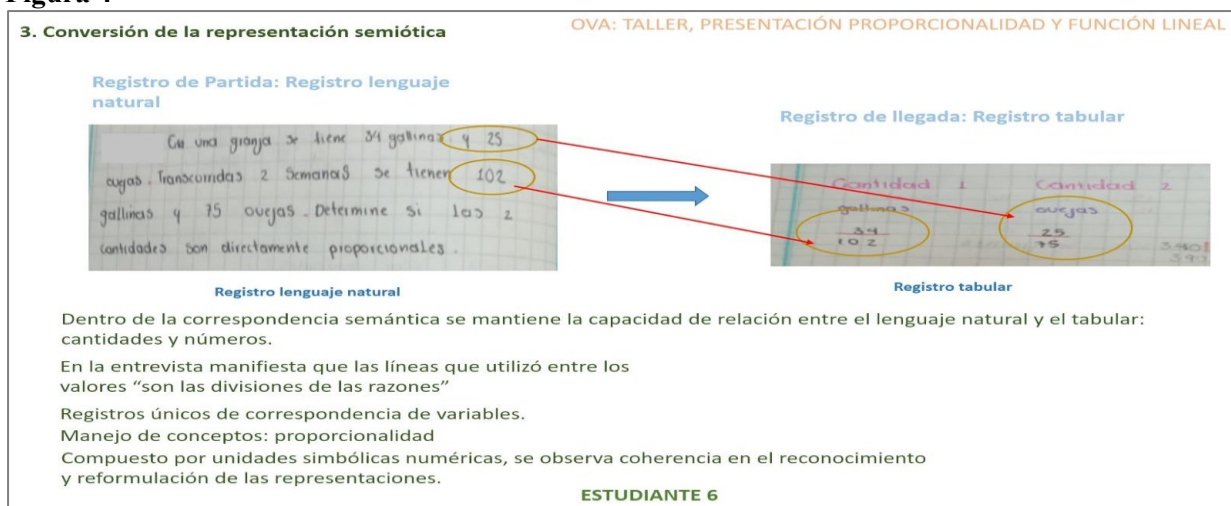 3. Conversión de la representación semiótica
OVA: TALLER, PRESENTACIÓN PROPORCIONALIDAD Y FUNCIÓN LINEAL
Registro de Partida: Registro lenguaje
natural
En una granja se tiene 34 gallinas y 25
ovejas. Transcurridas 2 semanas se tienen 102
gallinas y 75 ovejas. Determine si las 2
cantidades son directamente proporcionales.
Registro lenguaje natural
Registro de llegada: Registro tabular
Cantidad 1 Cantidad 2
gallinas ovejas
34 25
102 75
Registro tabular
Dentro de la correspondencia semántica se mantiene la capacidad de relación entre el lenguaje natural y el tabular:
cantidades y números.
En la entrevista manifiesta que las líneas que utilizó entre los
valores “son las divisiones de las razones”
Registros únicos de correspondencia de variables.
Manejo de conceptos: proporcionalidad
Compuesto por unidades simbólicas numéricas, se observa coherencia en el reconocimiento
y reformulación de las representaciones.
ESTUDIANTE 6